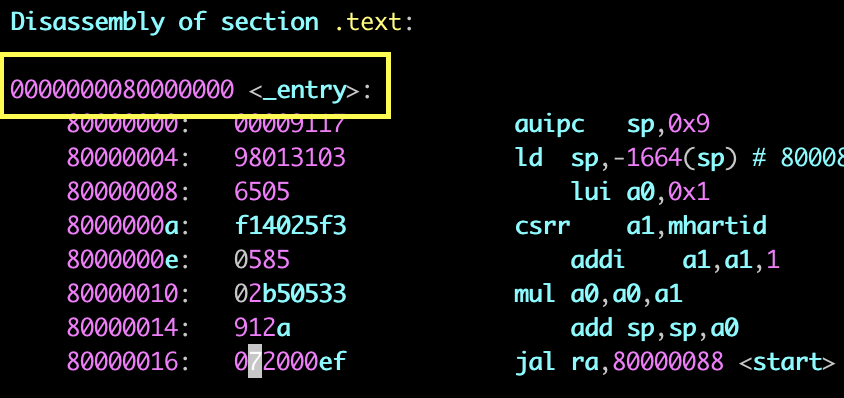 Disassembly of section .text:
0000000080000000 <_entry>:
80000000: 00009117 auipc sp,0x9
80000004: 98013103 ld sp,-1664(sp) # 80008
80000008: 6505 lui a0,0x1
8000000a: f14025f3 csrr a1,mhartid
8000000e: 0585 addi a1,a1,1
80000010: 02b50533 mul a0,a0,a1
80000014: 912a add sp,sp,a0
80000016: 072000ef jal ra,80000088 <start>